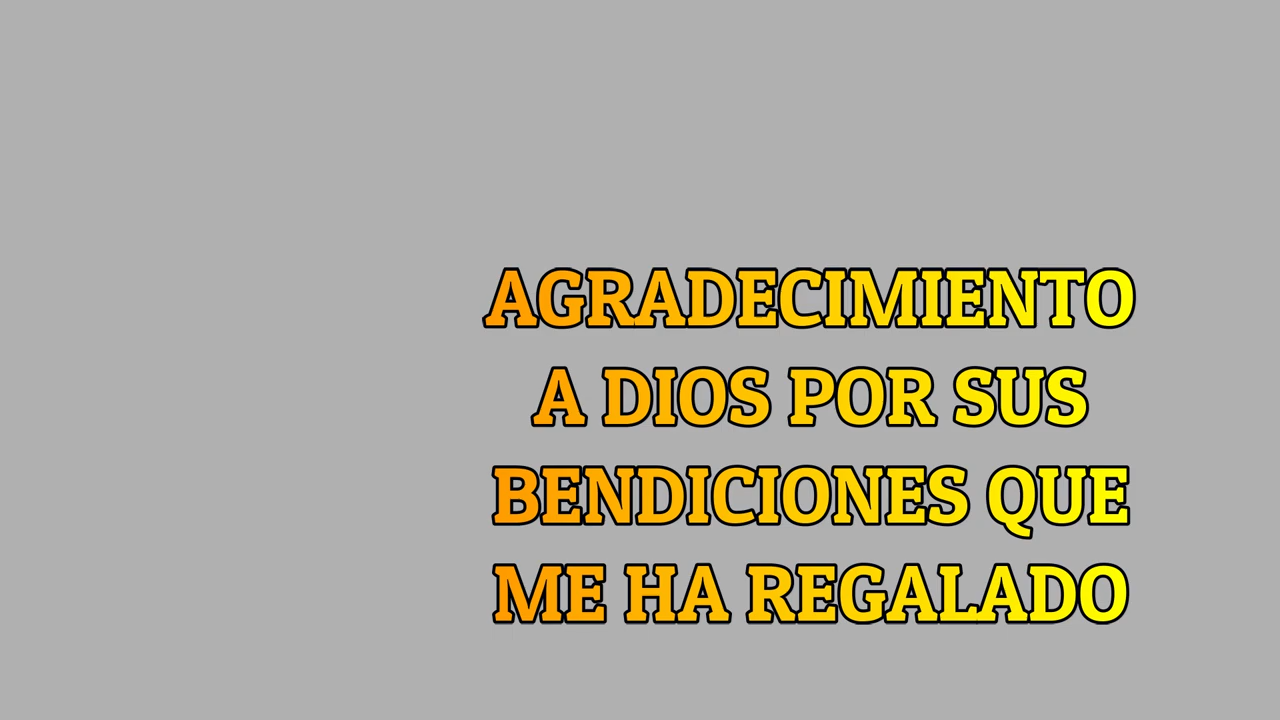 AGRADECIMIENTO
A DIOS POR SUS
BENDICIONES QUE
ME HA REGALADO